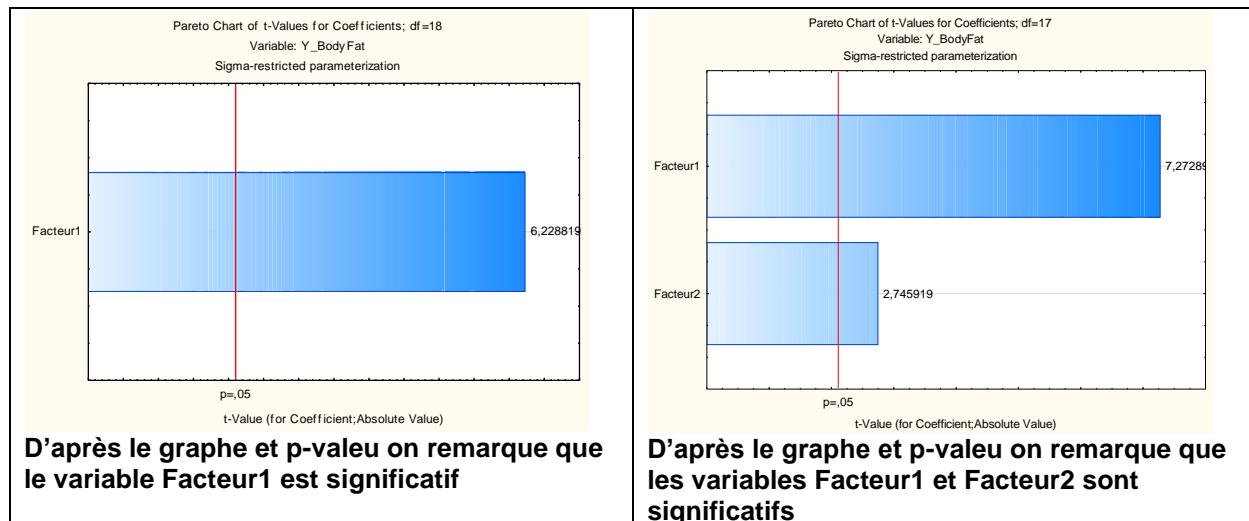 Pareto Chart of t-Values for Coefficients; df=18
Variable: Y_BodyFat
Sigma-restricted parameterization
Facteur1
6,228819
p=,05
t-Value (for Coefficient;Absolute Value)
D'après le graphe et p-valeu on remarque que
le variable Facteur1 est significatif
Pareto Chart of t-Values for Coefficients; df=17
Variable: Y_BodyFat
Sigma-restricted parameterization
Facteur1
7,27289
Facteur2
2,745919
p=,05
t-Value (for Coefficient;Absolute Value)
D'après le graphe et p-valeu on remarque que
les variables Facteur1 et Facteur2 sont
significatifs